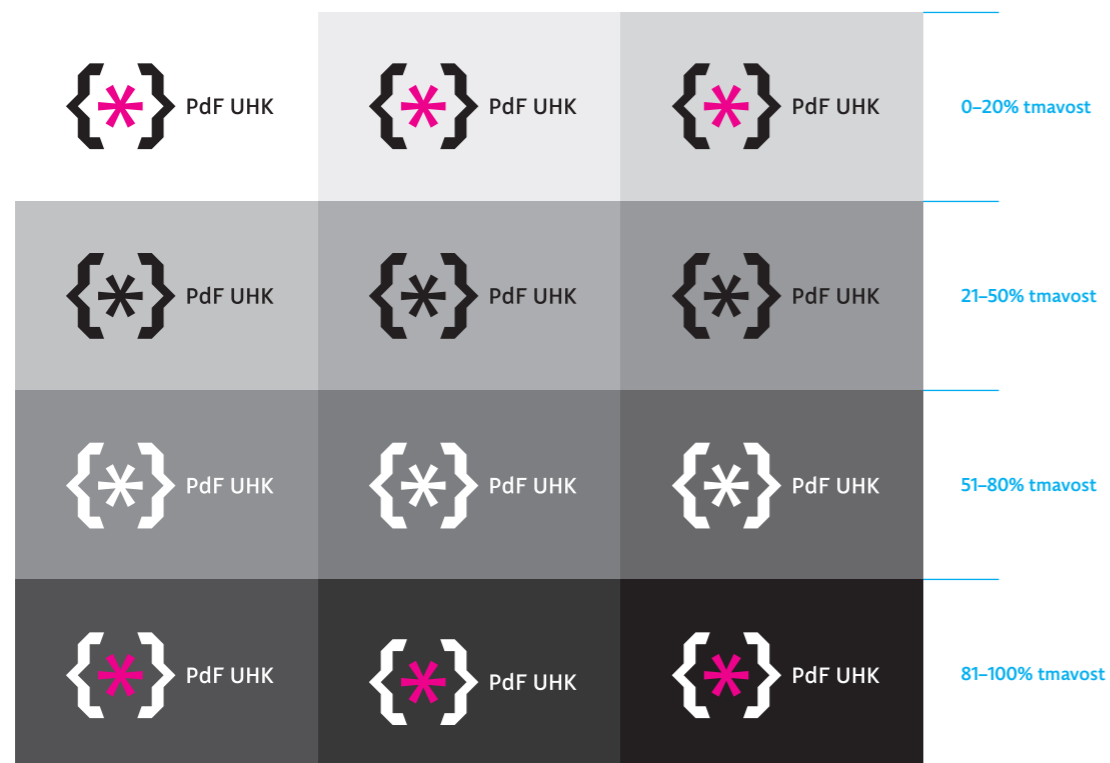 {*} PdF UHK
{*} PdF UHK
{*} PdF UHK
0–20% tmavost
{*} PdF UHK
{*} PdF UHK
{*} PdF UHK
21–50% tmavost
{*} PdF UHK
{*} PdF UHK
{*} PdF UHK
51–80% tmavost
{*} PdF UHK
{*} PdF UHK
{*} PdF UHK
81–100% tmavost